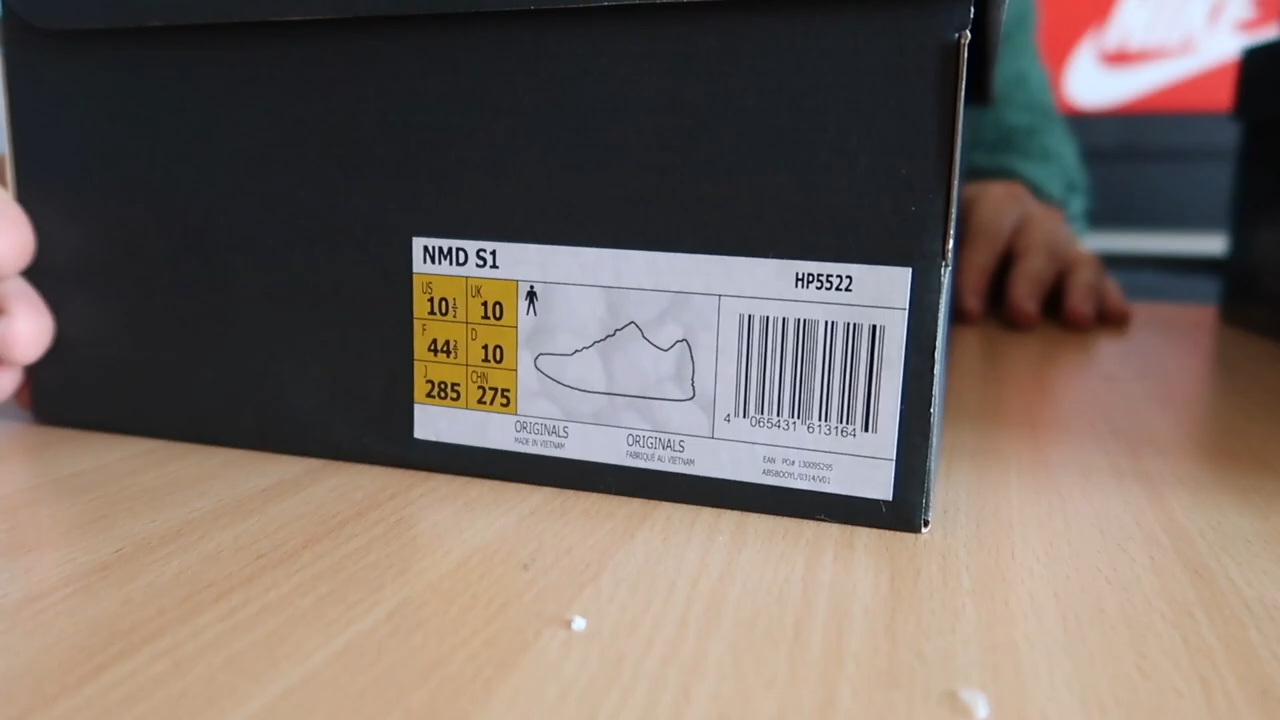 NIKE
NMD S1
HP5522
US
10½
UK
10
F
44⅔
D
10
J
285
CHN
275
4 065431 613164
ORIGINALS
MADE IN VIETNAM
ORIGINALS
FABRIQUÉ AU VIETNAM
EAN PO# 130095295
ABSBOOYL/0314/V01